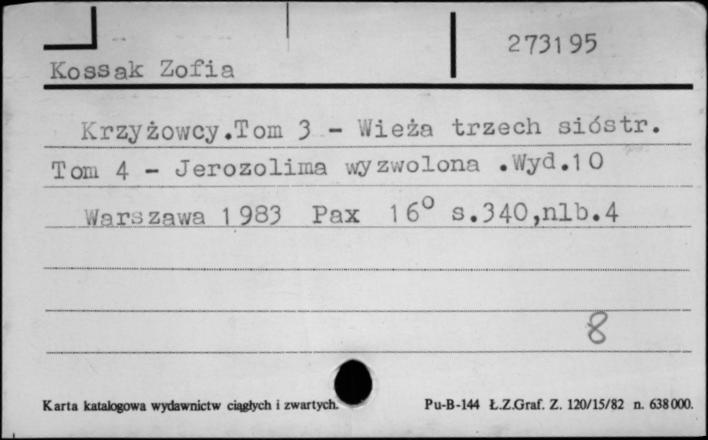 273195
Kossak Zofia
Krzyżowcy.Tom 3 - Wieża trzech sióstr.
Tom 4 - Jerozolima wyzwolona .Wyd.10
Warszawa 1983 Pax 16° s.340,nlb.4
8
Karta katalogowa wydawnictw ciągłych i zwartych. Pu-B-144 Ł.Z.Graf. Z. 120/15/82 n. 638000.